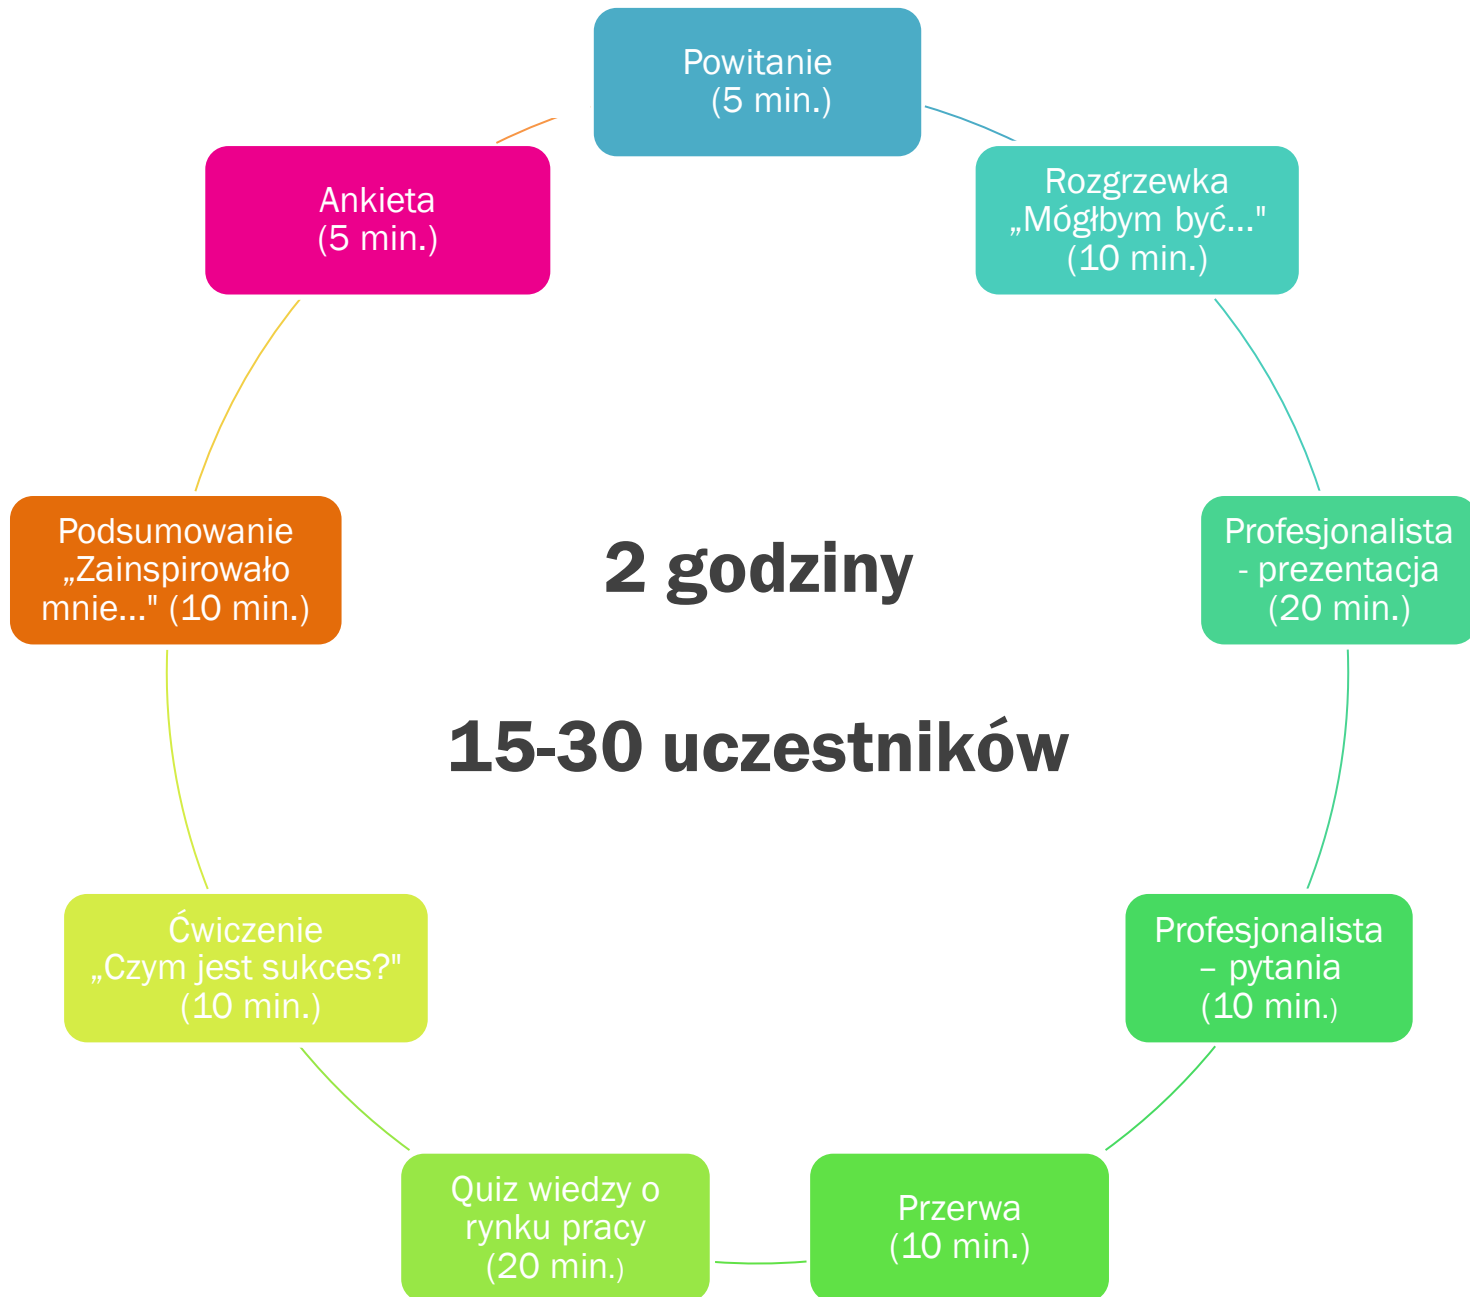 Powitanie
(5 min.)
Rozgrzewka
„Mógłbym być..."
(10 min.)
Profesjonalista
- prezentacja
(20 min.)
Profesjonalista
– pytania
(10 min.)
Przerwa
(10 min.)
Quiz wiedzy o
rynku pracy
(20 min.)
Ćwiczenie
„Czym jest sukces?"
(10 min.)
Podsumowanie
„Zainspirowało
mnie..." (10 min.)
Ankieta
(5 min.)
2 godziny
15-30 uczestników